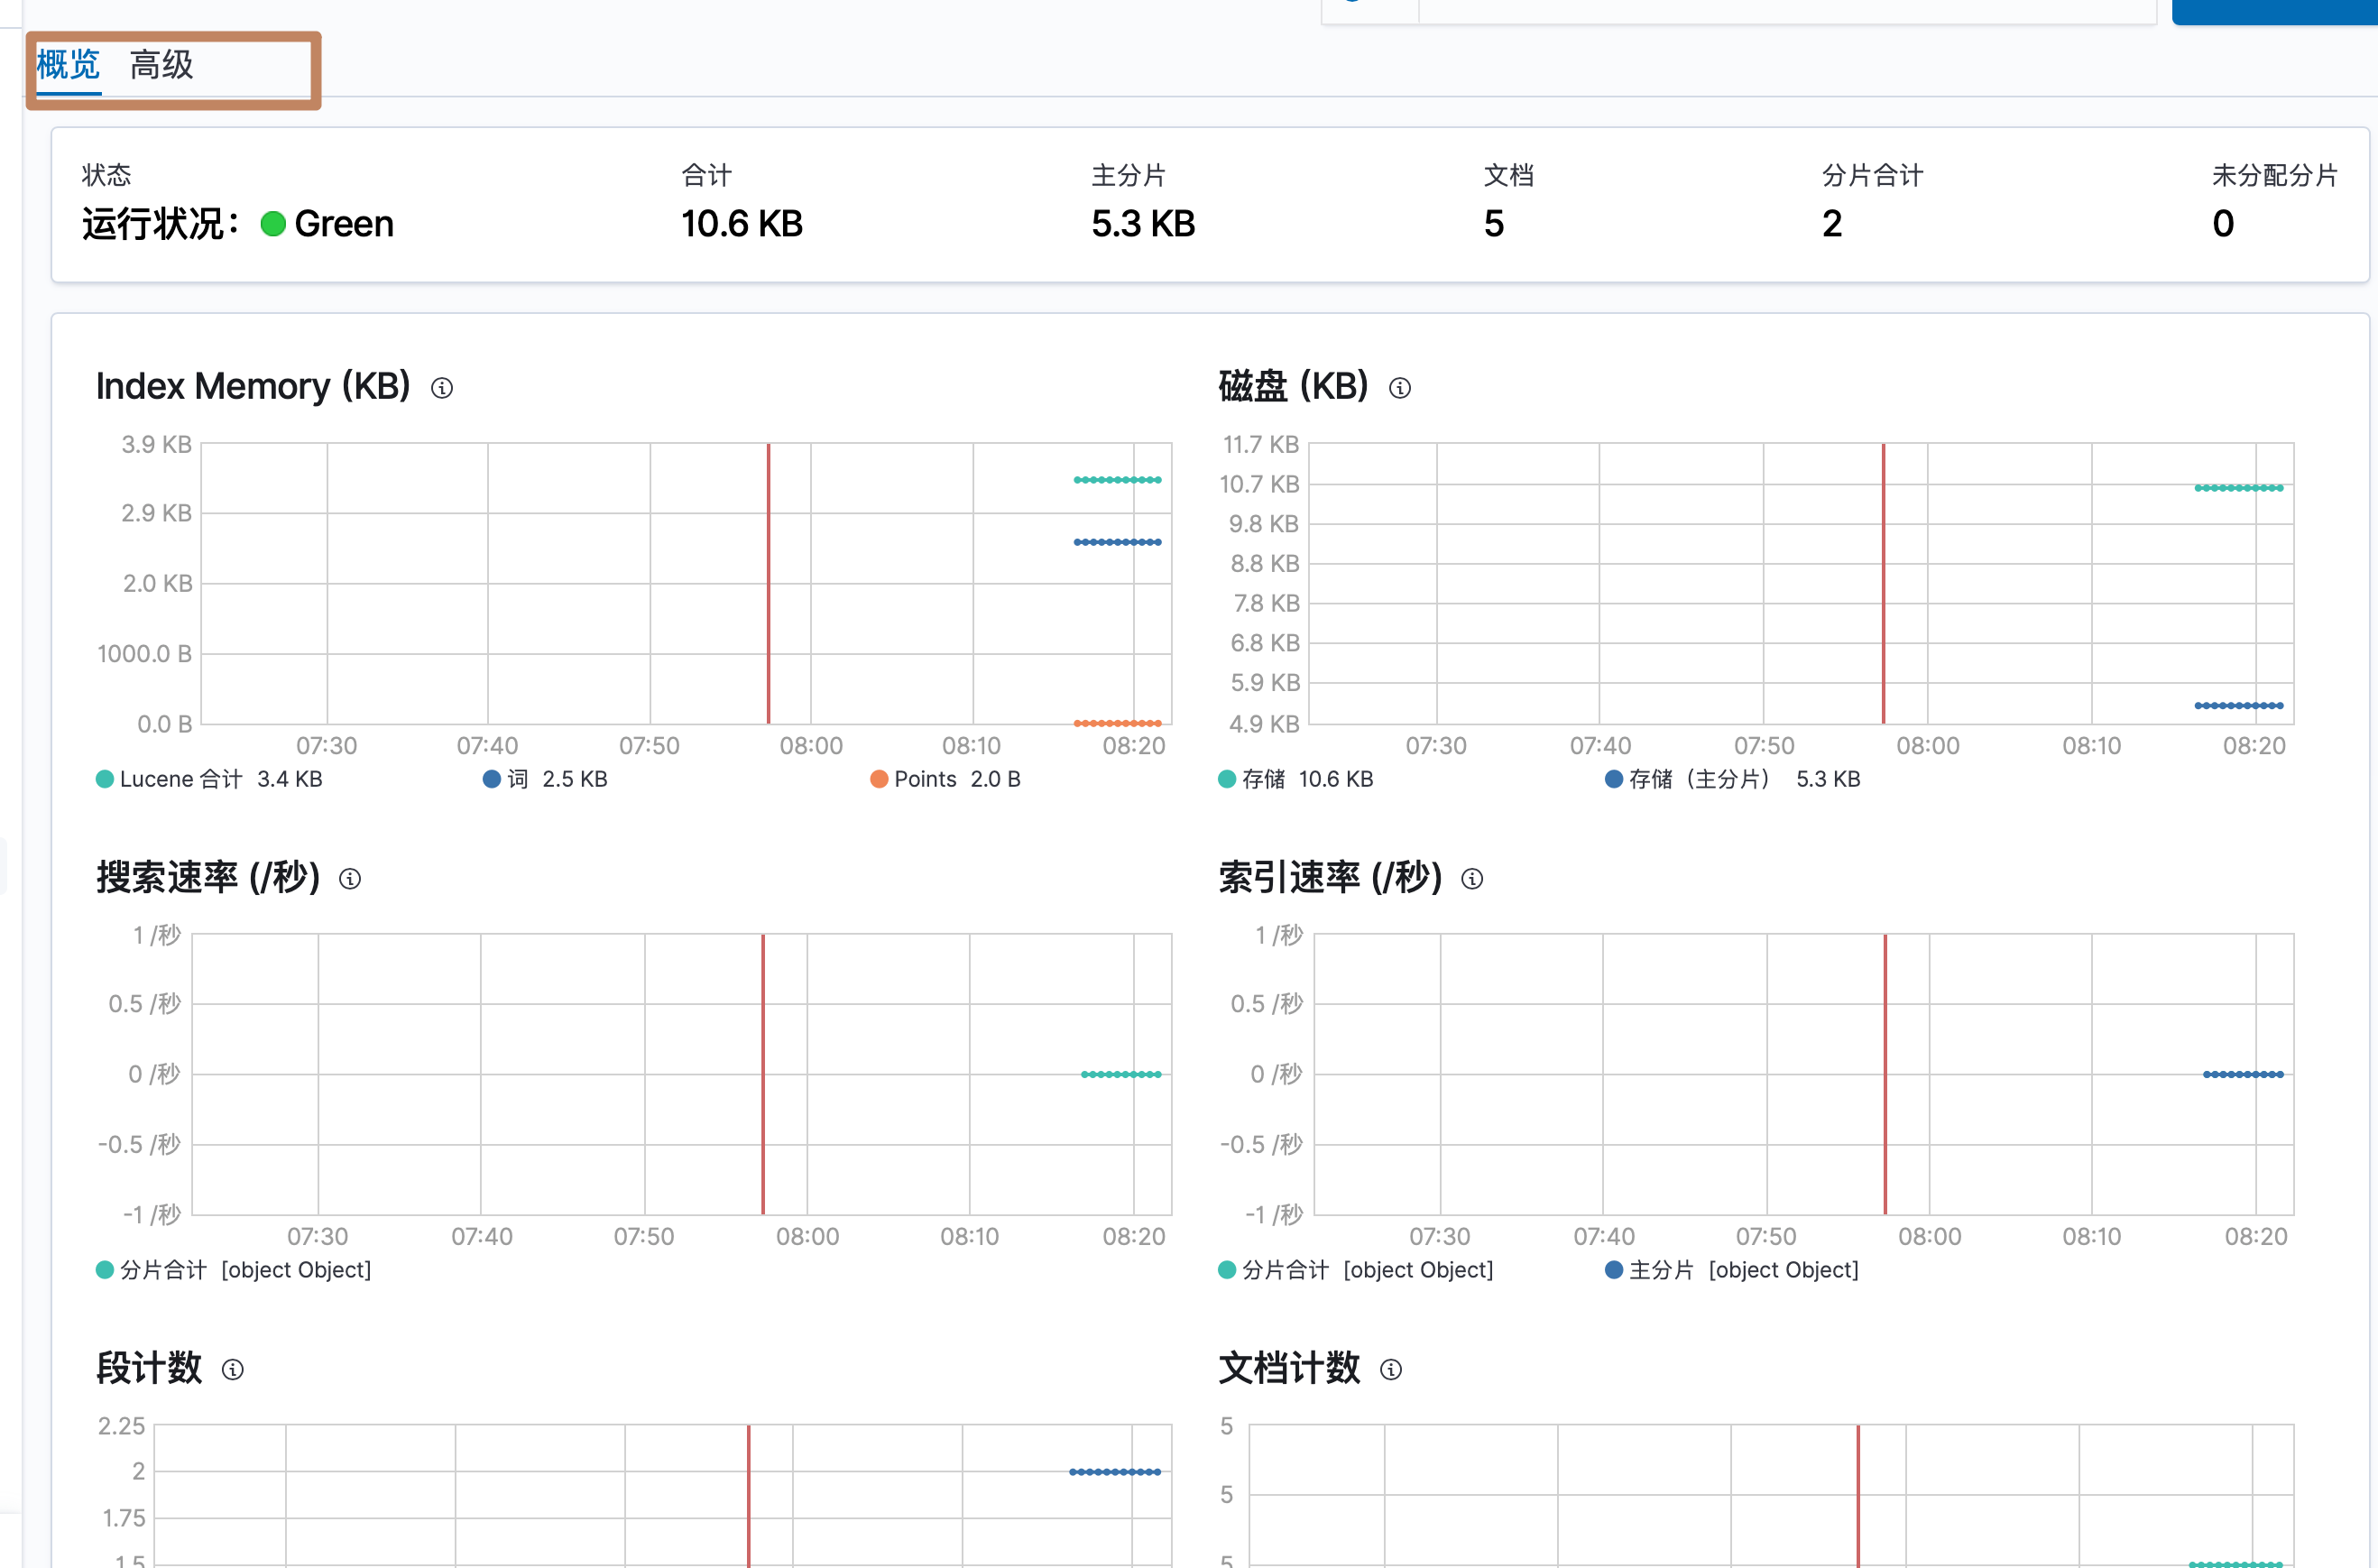 概览 高级
状态 合计 主分片 文档 分片合计 未分配分片
运行状况： Green 10.6 KB 5.3 KB 5 2 0
Index Memory (KB)
3.9 KB
2.9 KB
2.0 KB
1000.0 B
0.0 B
07:30 07:40 07:50 08:00 08:10 08:20
Lucene 合计 3.4 KB 词 2.5 KB Points 2.0 B
磁盘 (KB)
11.7 KB
10.7 KB
9.8 KB
8.8 KB
7.8 KB
6.8 KB
5.9 KB
4.9 KB
07:30 07:40 07:50 08:00 08:10 08:20
存储 10.6 KB 存储（主分片） 5.3 KB
搜索速率 (/秒)
1 /秒
0.5 /秒
0 /秒
-0.5 /秒
-1 /秒
07:30 07:40 07:50 08:00 08:10 08:20
分片合计 [object Object]
索引速率 (/秒)
1 /秒
0.5 /秒
0 /秒
-0.5 /秒
-1 /秒
07:30 07:40 07:50 08:00 08:10 08:20
分片合计 [object Object] 主分片 [object Object]
段计数
2.25
2
1.75
1.5
文档计数
5
5
5